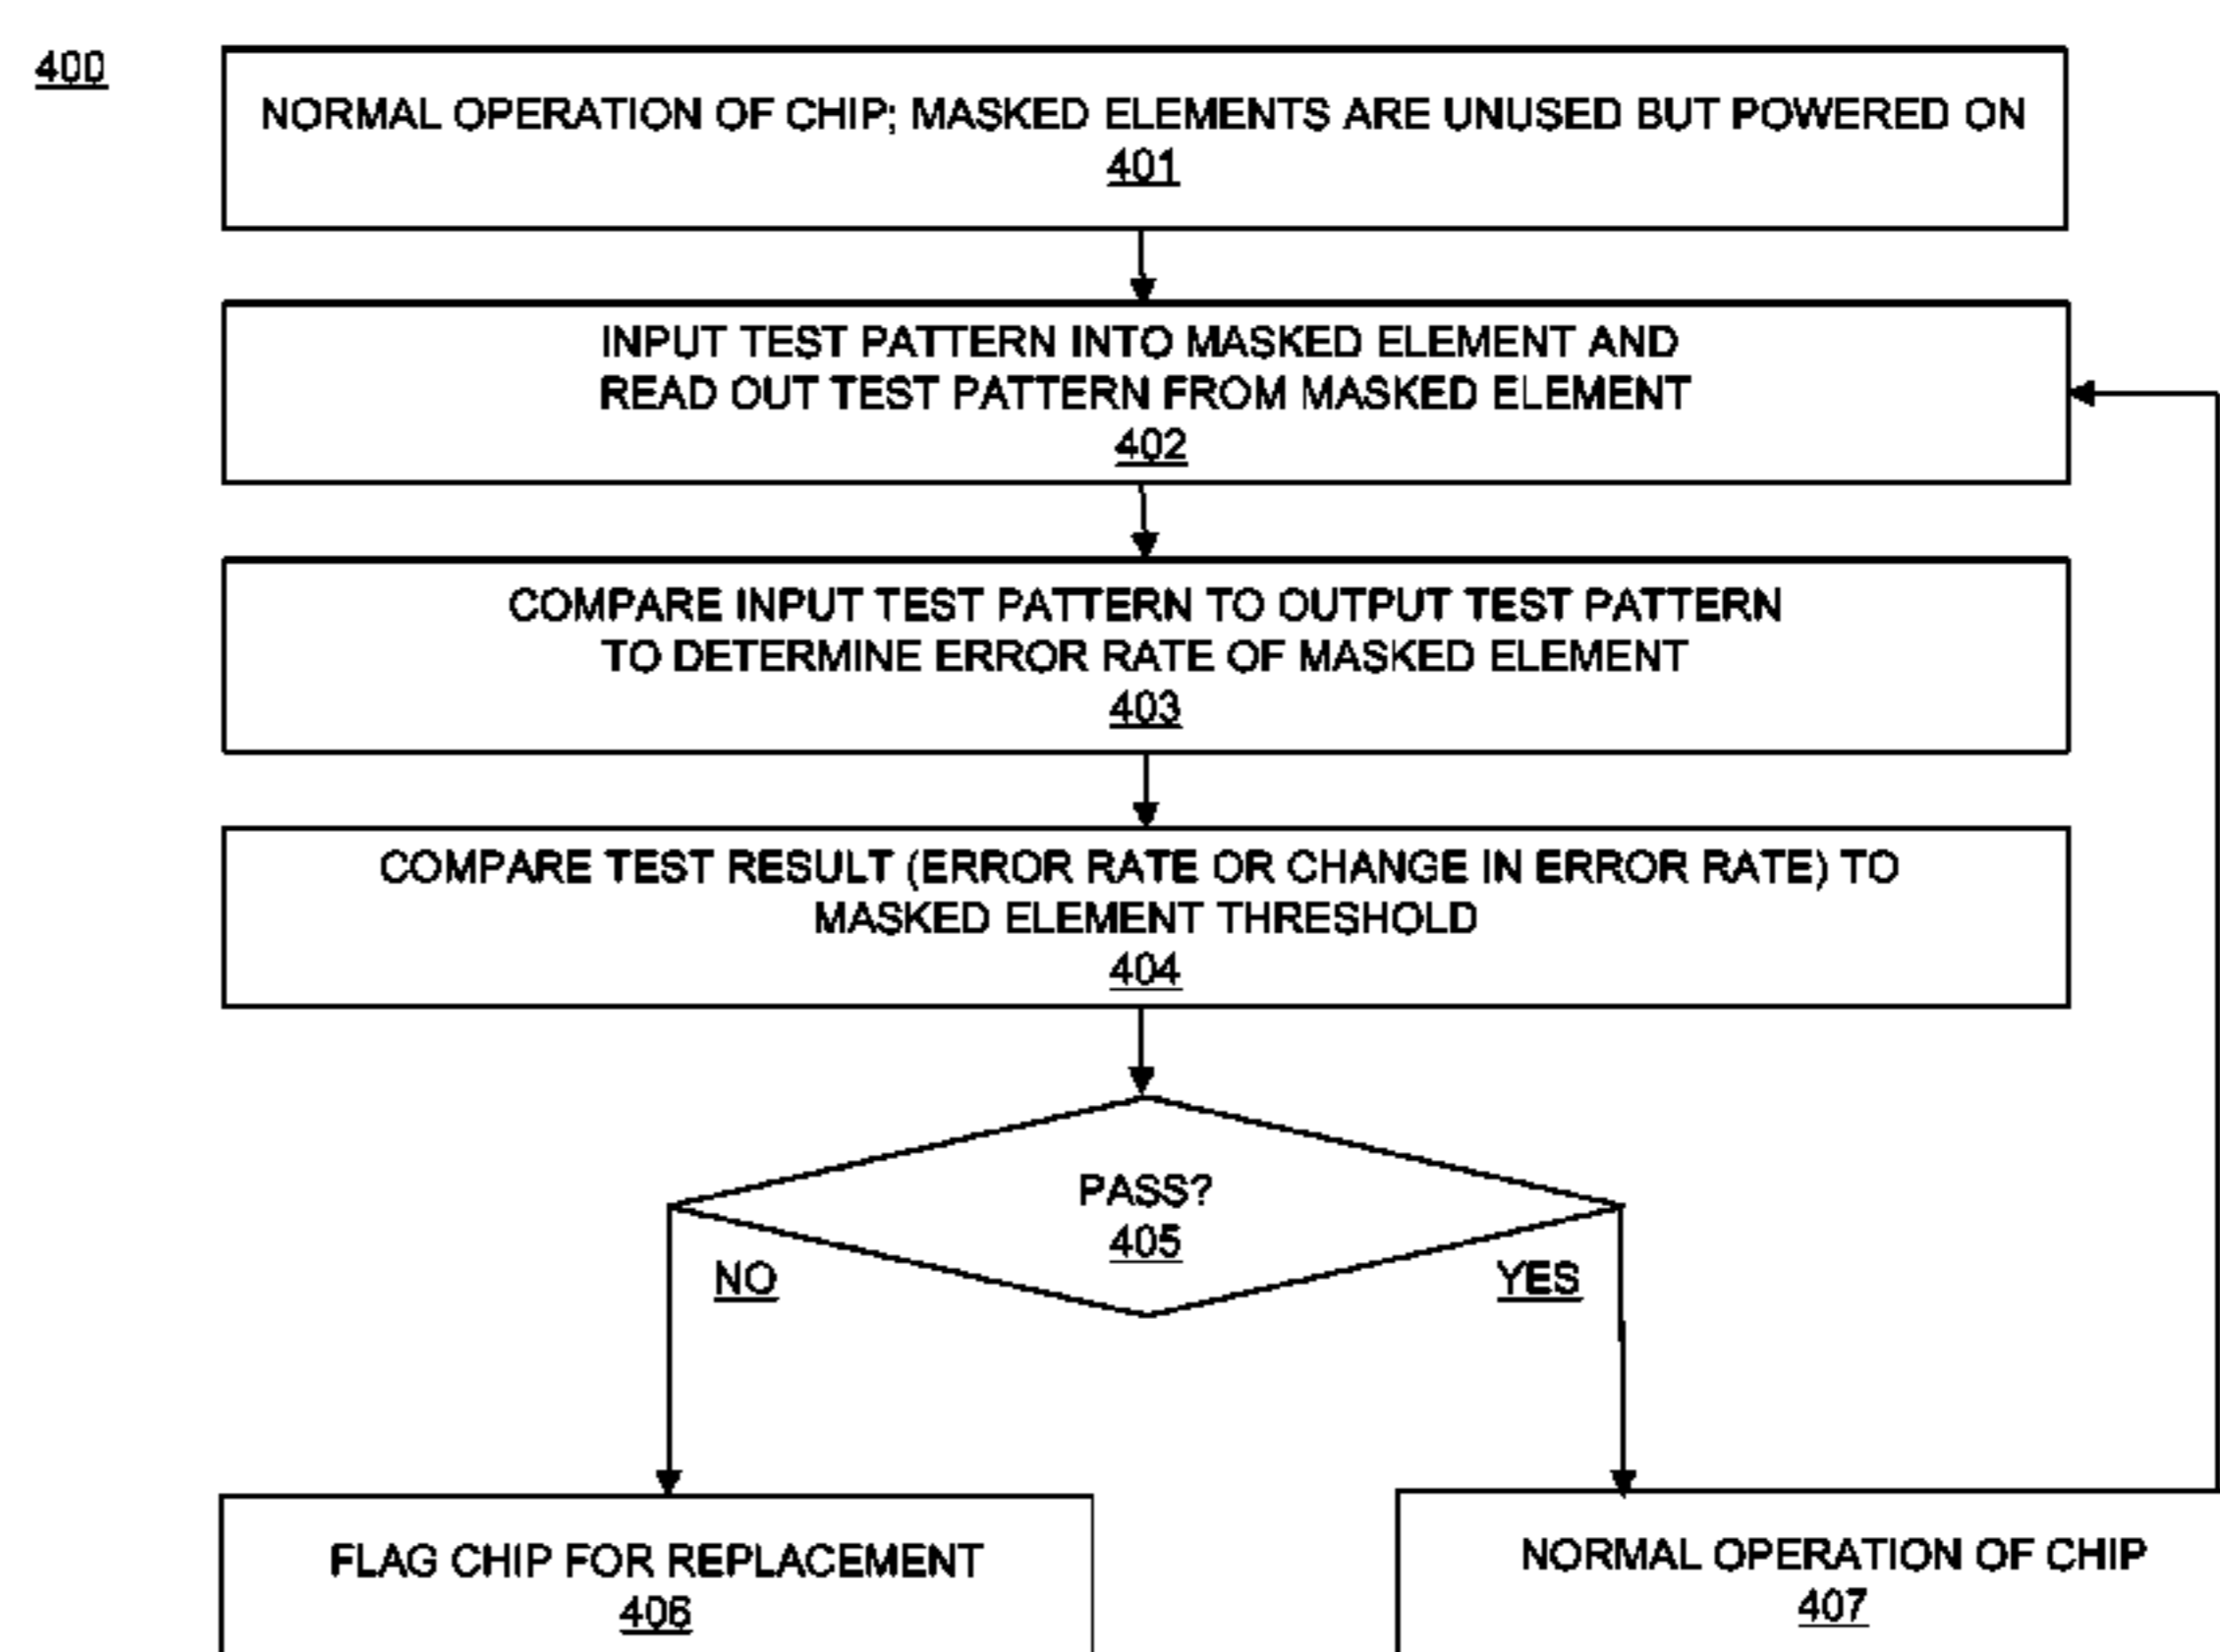 400
NORMAL OPERATION OF CHIP; MASKED ELEMENTS ARE UNUSED BUT POWERED ON
401
INPUT TEST PATTERN INTO MASKED ELEMENT AND
READ OUT TEST PATTERN FROM MASKED ELEMENT
402
COMPARE INPUT TEST PATTERN TO OUTPUT TEST PATTERN
TO DETERMINE ERROR RATE OF MASKED ELEMENT
403
COMPARE TEST RESULT (ERROR RATE OR CHANGE IN ERROR RATE) TO
MASKED ELEMENT THRESHOLD
404
PASS?
405
NO
YES
FLAG CHIP FOR REPLACEMENT
406
NORMAL OPERATION OF CHIP
407